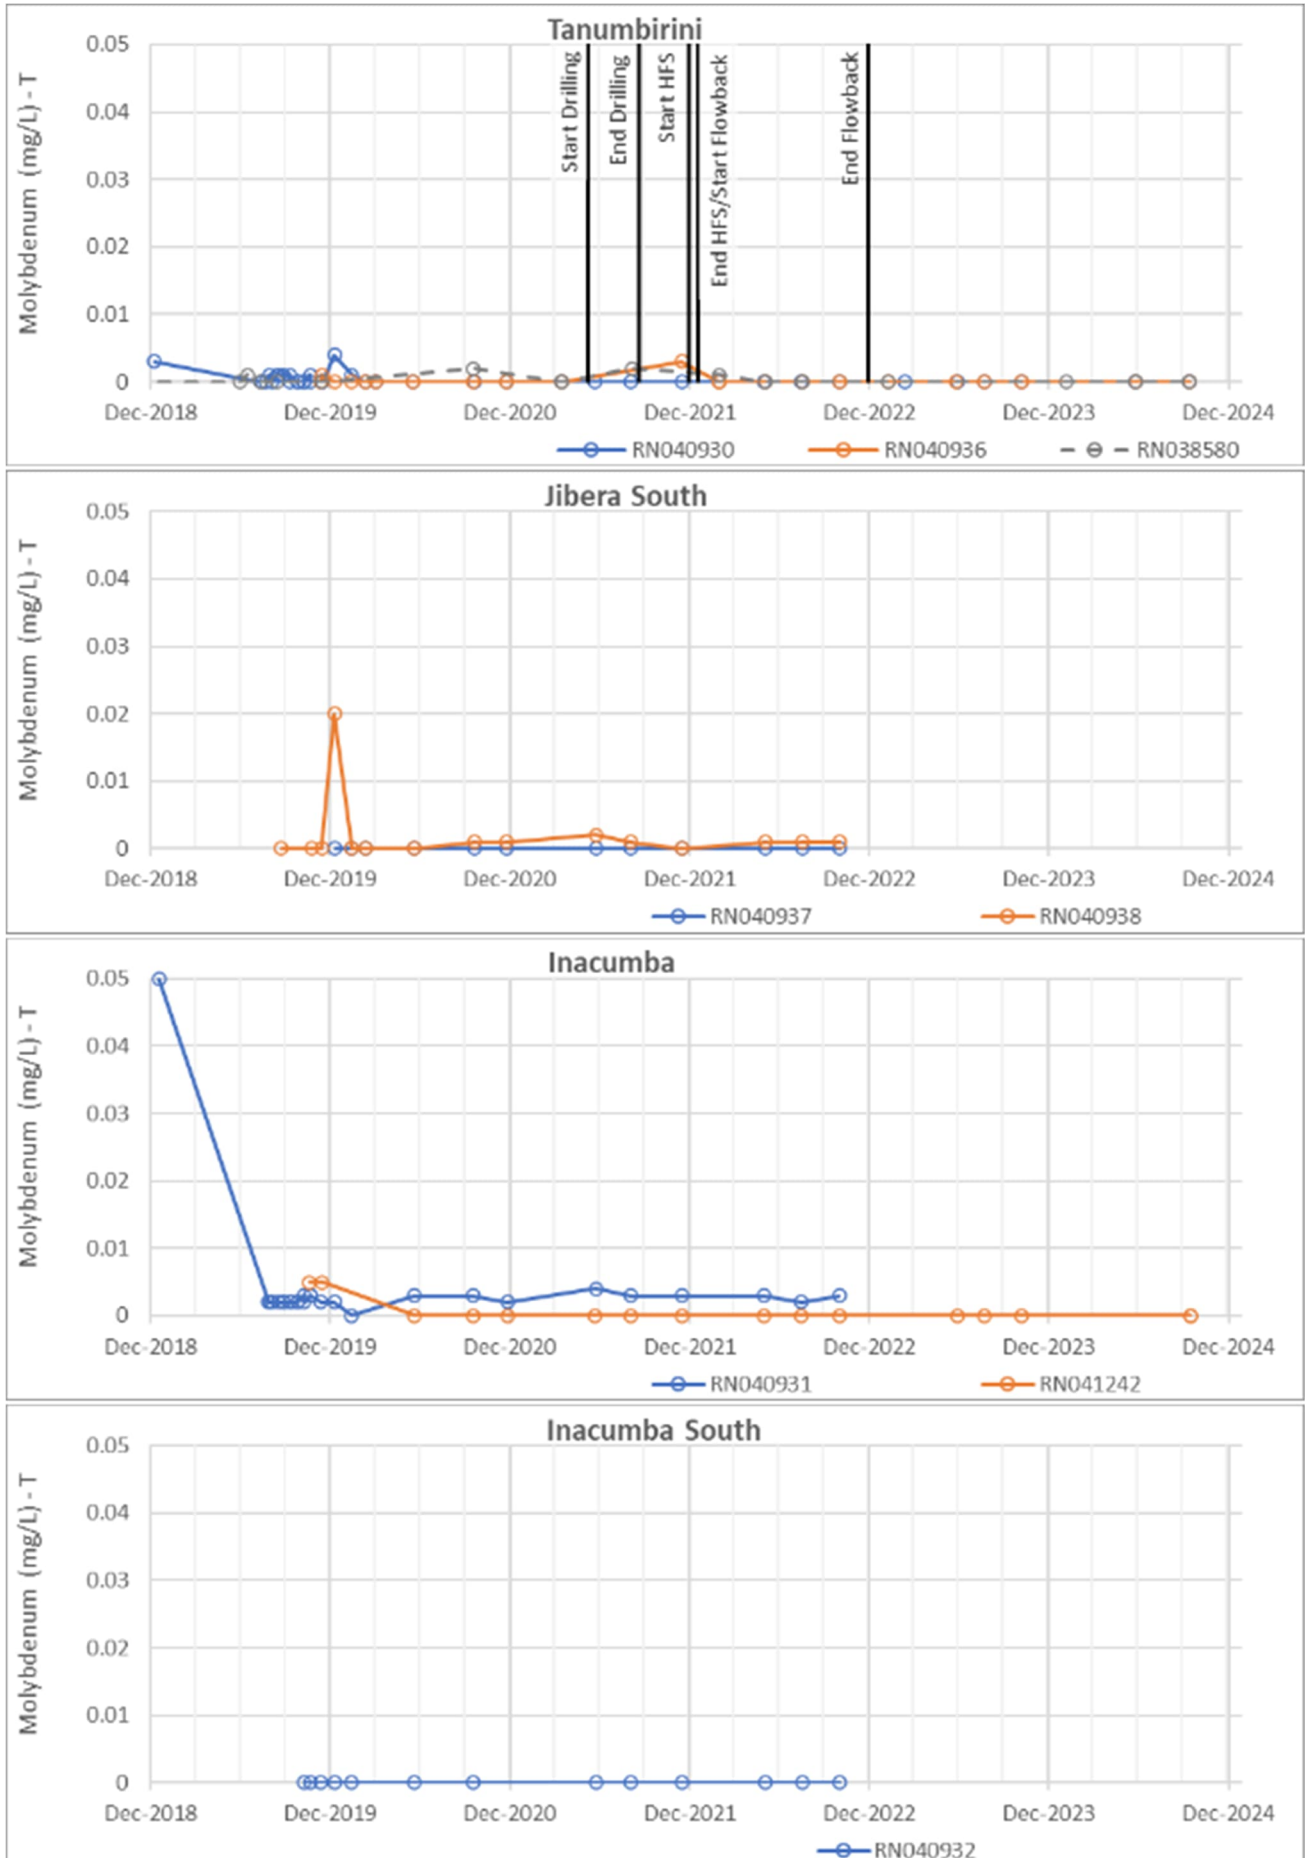 Tanumbirini
Molybdenum (mg/L) - T
0.05
0.04
0.03
0.02
0.01
0
Start Drilling
End Drilling
Start HFS
End HFS/Start Flowback
End Flowback
Dec-2018 Dec-2019 Dec-2020 Dec-2021 Dec-2022 Dec-2023 Dec-2024
RN040930 RN040936 RN038580
Jibera South
Molybdenum (mg/L) - T
0.05
0.04
0.03
0.02
0.01
0
Dec-2018 Dec-2019 Dec-2020 Dec-2021 Dec-2022 Dec-2023 Dec-2024
RN040937 RN040938
Inacumba
Molybdenum (mg/L) - T
0.05
0.04
0.03
0.02
0.01
0
Dec-2018 Dec-2019 Dec-2020 Dec-2021 Dec-2022 Dec-2023 Dec-2024
RN040931 RN041242
Inacumba South
Molybdenum (mg/L) - T
0.05
0.04
0.03
0.02
0.01
0
Dec-2018 Dec-2019 Dec-2020 Dec-2021 Dec-2022 Dec-2023 Dec-2024
RN040932